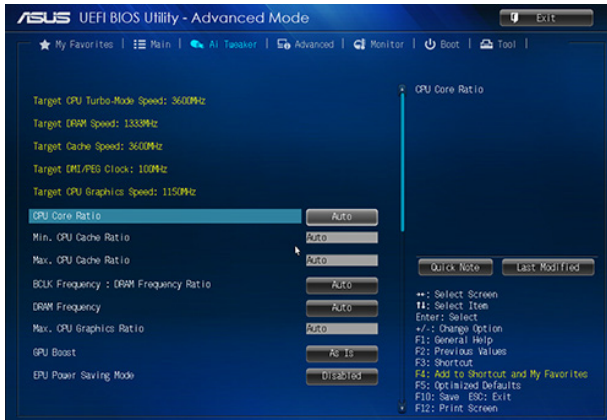 ASUS UEFI BIOS Utility - Advanced Mode
Exit
My Favorites | Main | Ai Tweaker | Advanced | Monitor | Boot | Tool |
Target CPU Turbo-Mode Speed: 3600MHz
Target DRAM Speed: 1333MHz
Target Cache Speed: 3600MHz
Target DMI/PEG Clock: 100MHz
Target CPU Graphics Speed: 1150MHz
CPU Core Ratio Auto
Min. CPU Cache Ratio Auto
Max. CPU Cache Ratio Auto
BCLK Frequency : DRAM Frequency Ratio Auto
DRAM Frequency Auto
Max. CPU Graphics Ratio Auto
GPU Boost As Is
EPU Power Saving Mode Disabled
CPU Core Ratio
Quick Note Last Modified
→←: Select Screen
↑↓: Select Item
Enter: Select
+/-: Change Option
F1: General Help
F2: Previous Values
F3: Shortcut
F4: Add to Shortcut and My Favorites
F5: Optimized Defaults
F10: Save ESC: Exit
F12: Print Screen